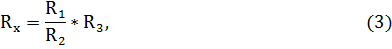 Rₓ = R₁/R₂ * R₃, (3)